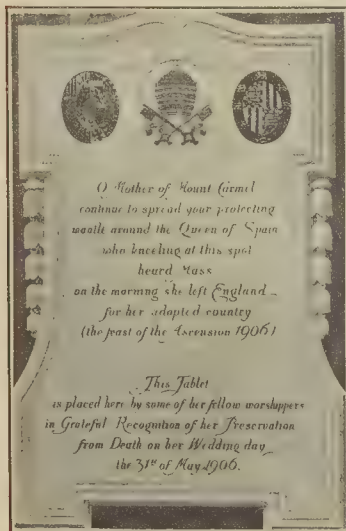 O Mother of Mount Carmel
continue to spread your protecting
mantle around the Queen of Spain
who kneeling at this spot
heard Mass
on the morning she left England
for her adopted country
(the feast of the Ascension 1906)
This Tablet
is placed here by some of her fellow worshippers
in Grateful Recognition of her Preservation
from Death on her Wedding day
the 31st of May 1906.